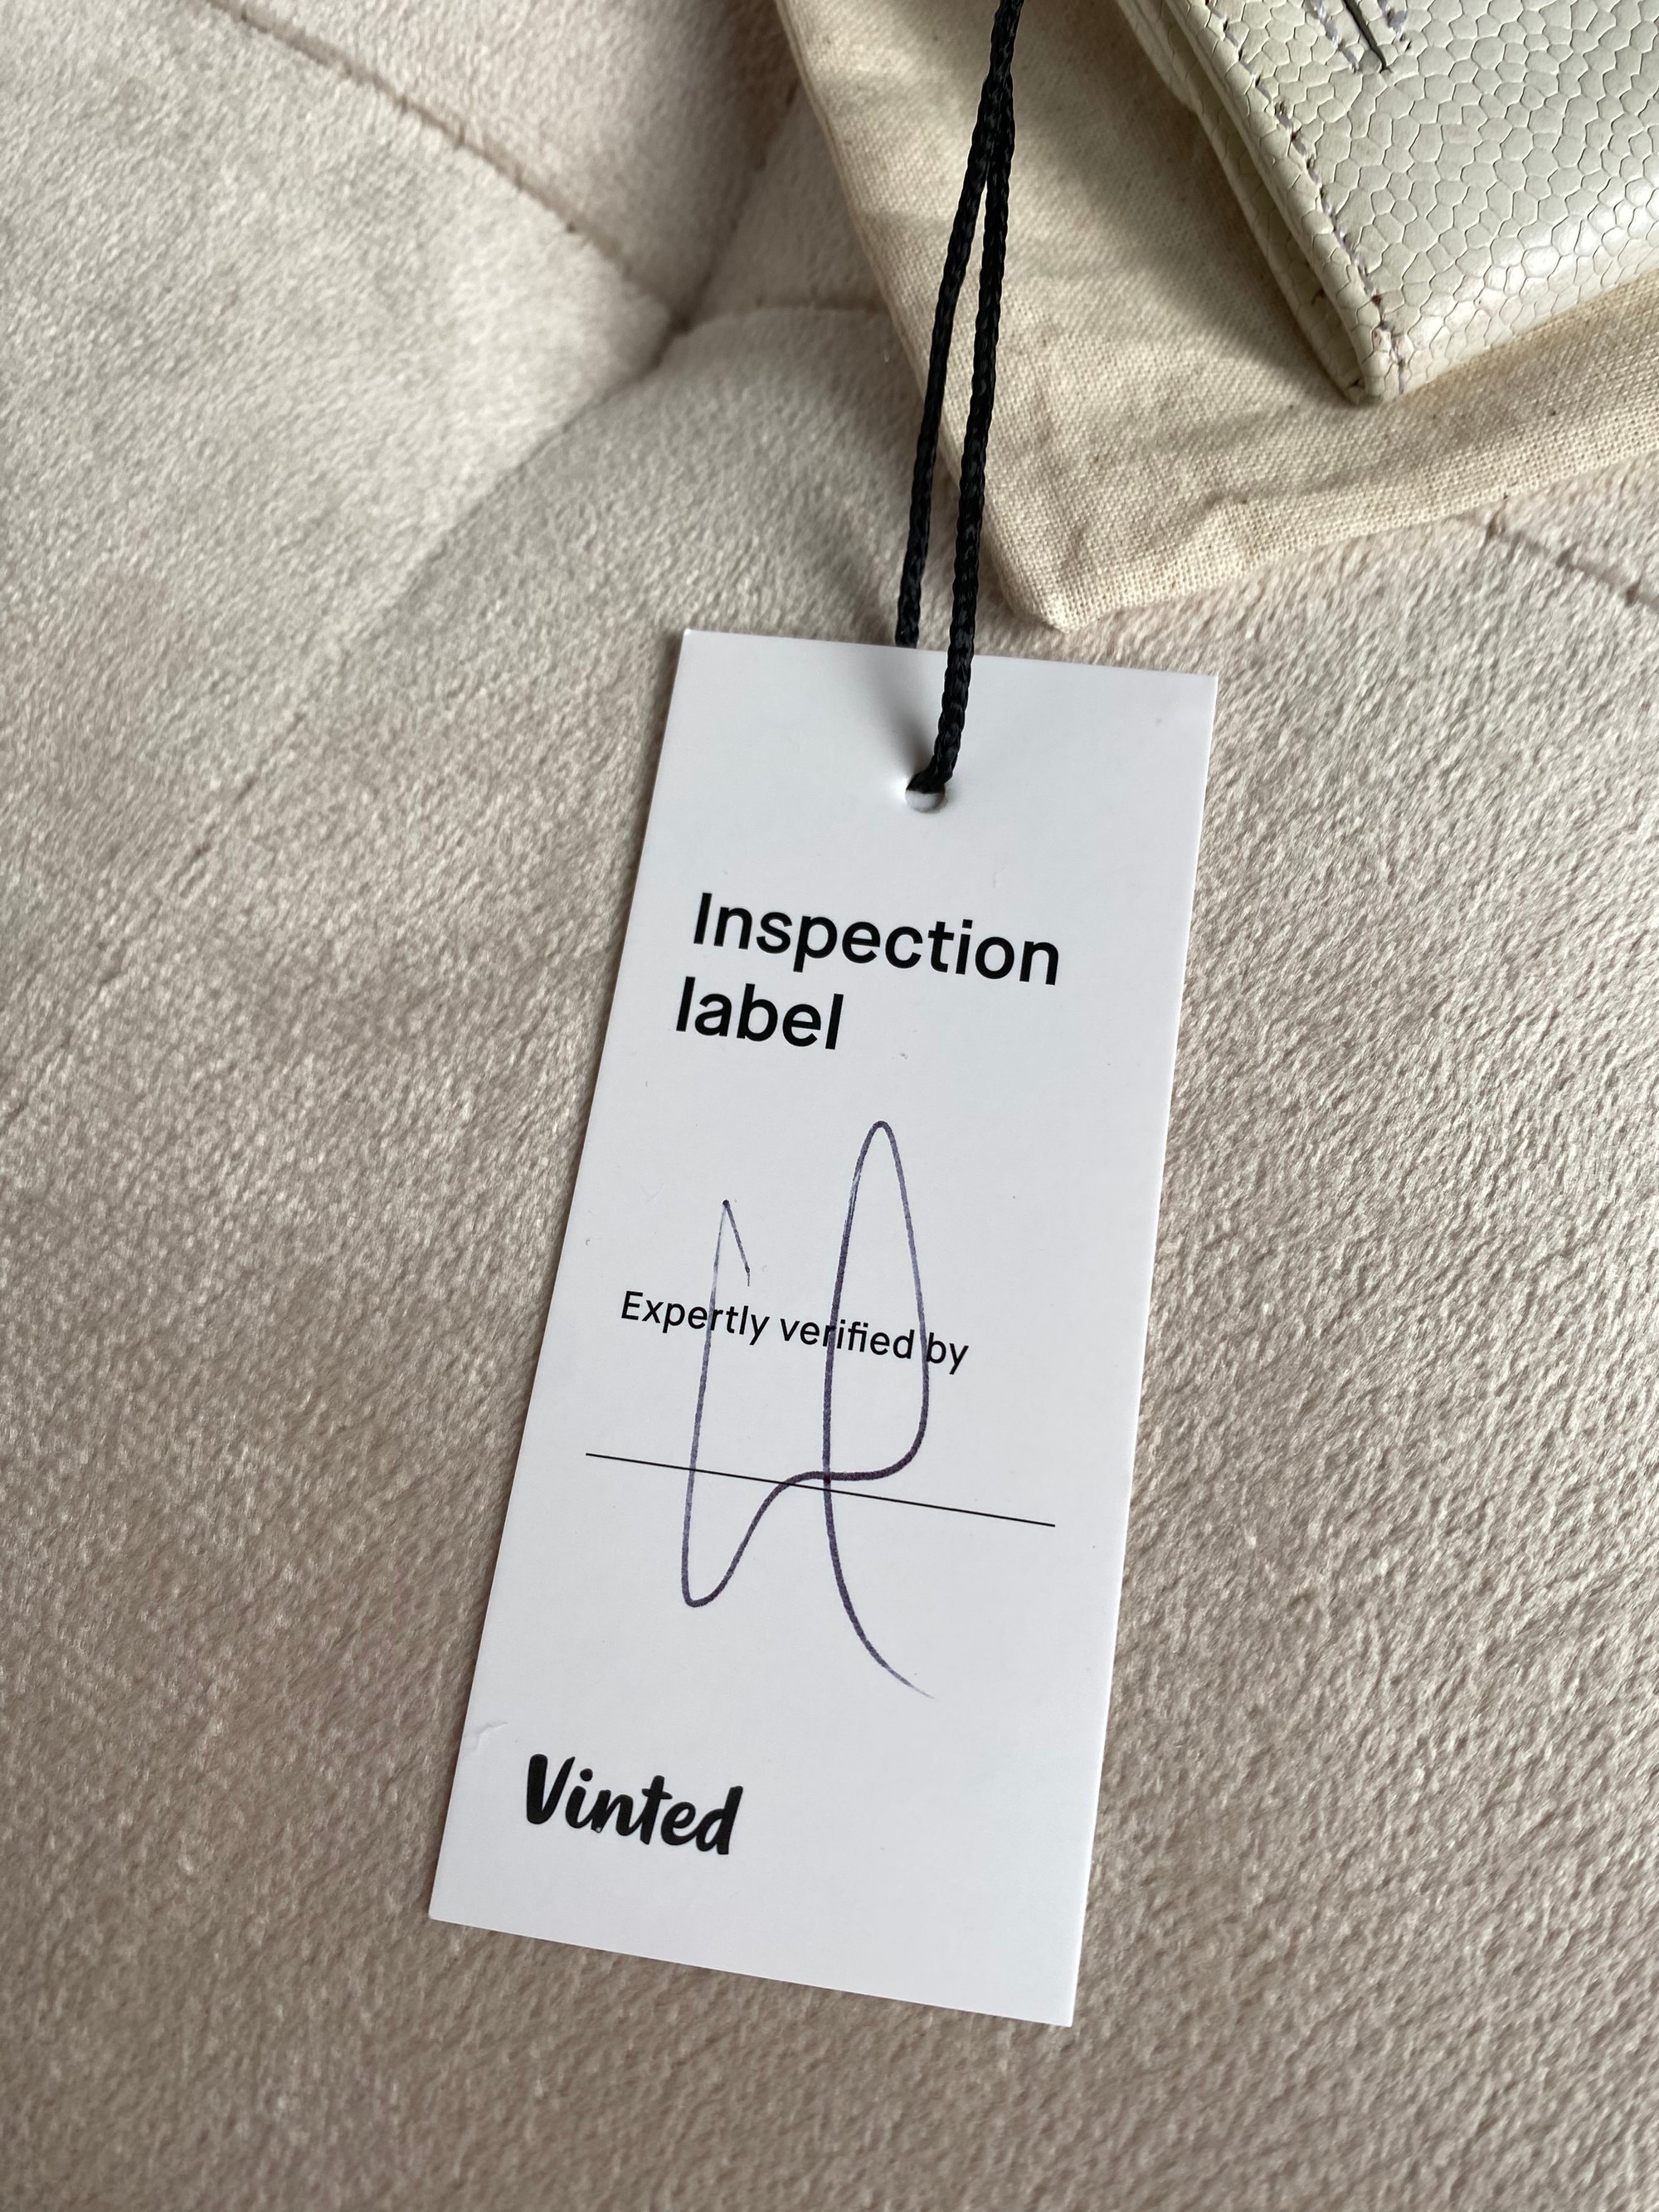 Inspection
label
Expertly verified by
Vinted